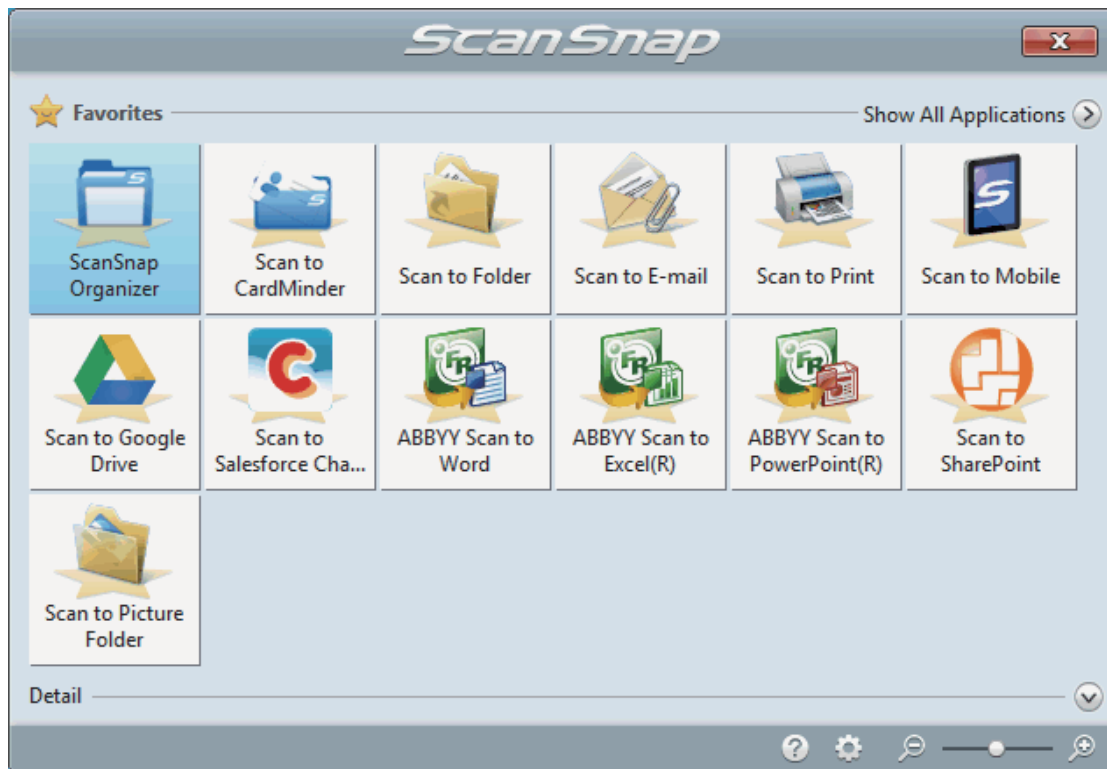 ScanSnap
Favorites
Show All Applications
ScanSnap
Organizer
Scan to
CardMinder
Scan to Folder
Scan to E-mail
Scan to Print
Scan to Mobile
Scan to Google
Drive
Scan to
Salesforce Cha...
ABBYY Scan to
Word
ABBYY Scan to
Excel(R)
ABBYY Scan to
PowerPoint(R)
Scan to
SharePoint
Scan to Picture
Folder
Detail